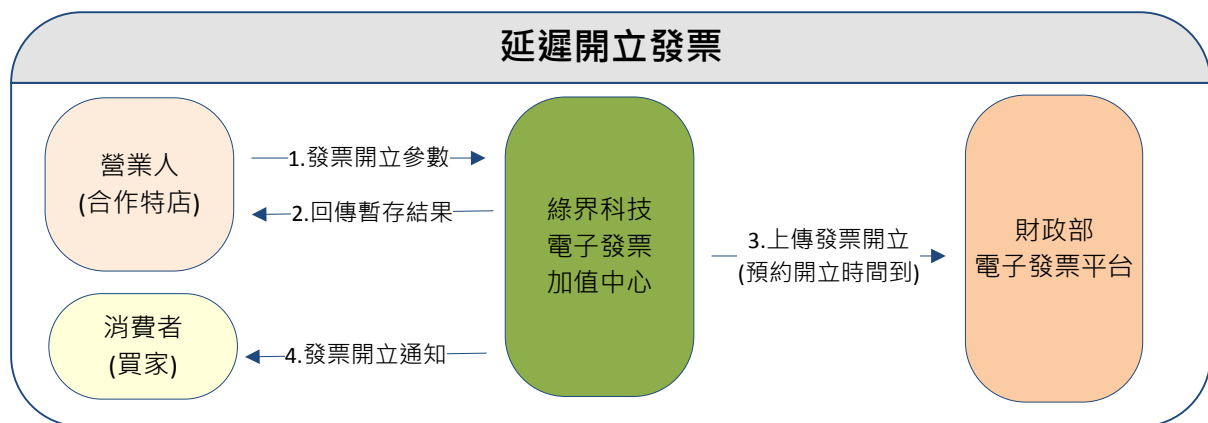 延遲開立發票
營業人
(合作特店)
1.發票開立參數
2.回傳暫存結果
綠界科技
電子發票
加值中心
3.上傳發票開立
(預約開立時間到)
財政部
電子發票平台
消費者
(買家)
4.發票開立通知